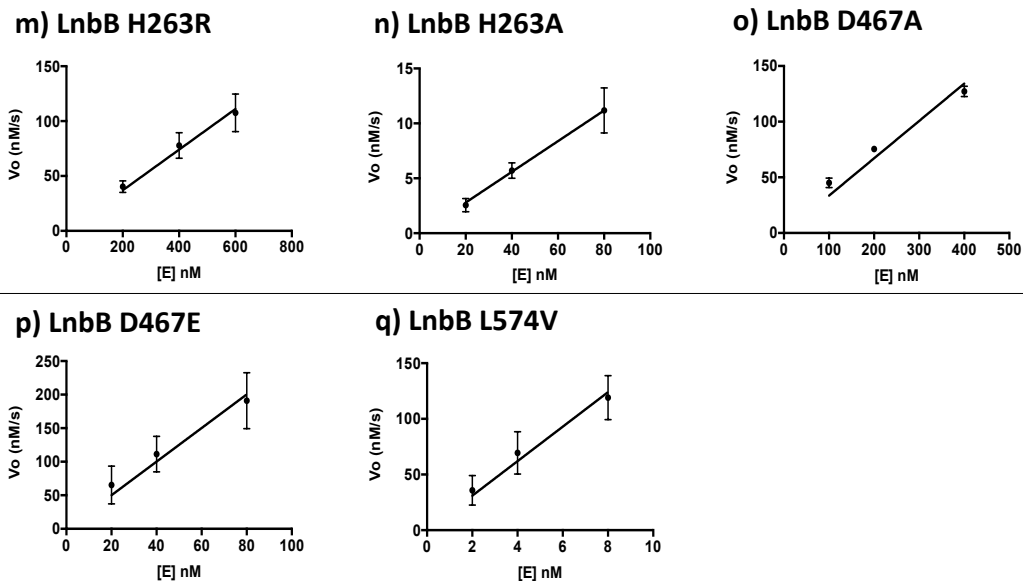 m) LnbB H263R
150
100
50
0
Vo (nM/s)
0 200 400 600 800
[E] nM
n) LnbB H263A
15
10
5
0
Vo (nM/s)
0 20 40 60 80 100
[E] nM
o) LnbB D467A
150
100
50
0
Vo (nM/s)
0 100 200 300 400 500
[E] nM
p) LnbB D467E
250
200
150
100
50
0
Vo (nM/s)
0 20 40 60 80 100
[E] nM
q) LnbB L574V
150
100
50
0
Vo (nM/s)
0 2 4 6 8 10
[E] nM